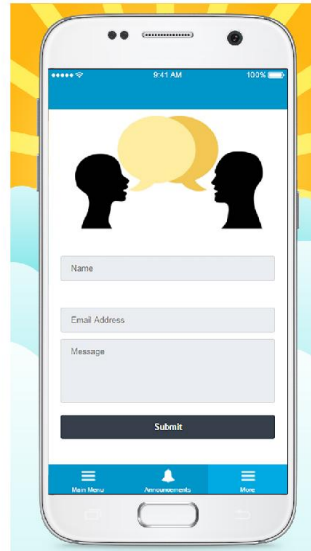 9:41 AM 100%
Name
Email Address
Message
Submit
Main Menu Announcements More